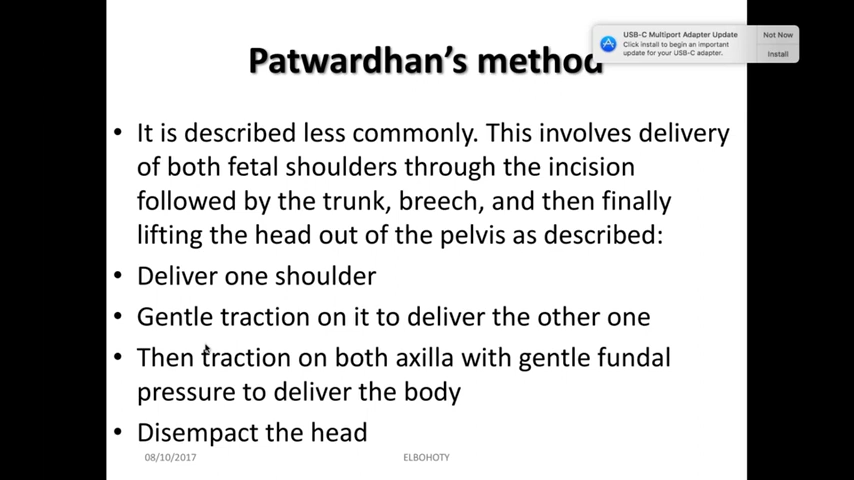 Patwardhan's method
USB-C Multiport Adapter Update
Click install to begin an important
update for your USB-C adapter.
Not Now
Install
• It is described less commonly. This involves delivery
of both fetal shoulders through the incision
followed by the trunk, breech, and then finally
lifting the head out of the pelvis as described:
• Deliver one shoulder
• Gentle traction on it to deliver the other one
• Then traction on both axilla with gentle fundal
pressure to deliver the body
• Disempact the head
08/10/2017
ELBOHOTY